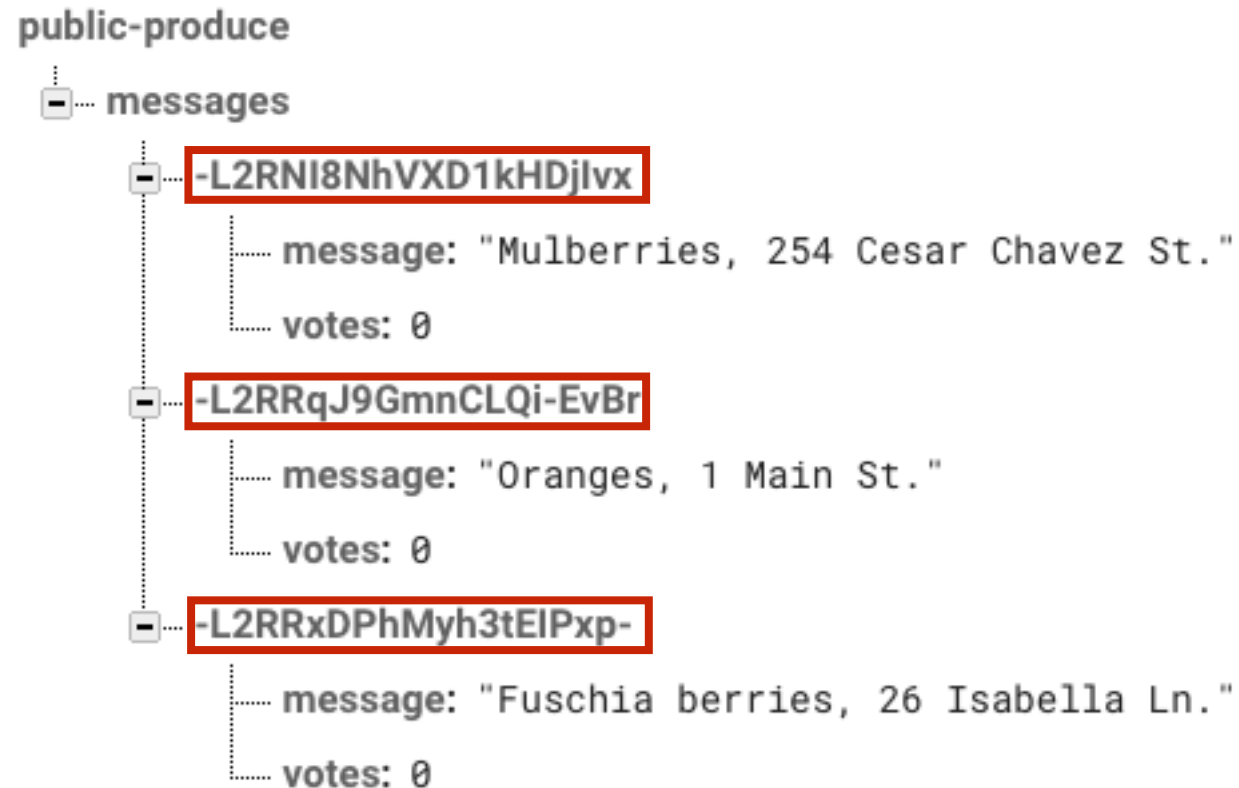 public-produce
messages
-L2RNI8NhVXD1kHDjIvx
message: "Mulberries, 254 Cesar Chavez St."
votes: 0
-L2RRqJ9GmnCLQi-EvBr
message: "Oranges, 1 Main St."
votes: 0
-L2RRxDPhMyh3tEIPxp-
message: "Fuschia berries, 26 Isabella Ln."
votes: 0